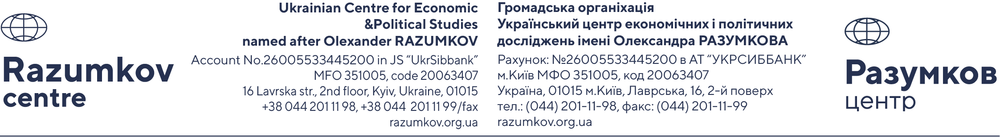 Razumkov
centre
Ukrainian Centre for Economic
&Political Studies
named after Olexander RAZUMKOV
Account No.26005533445200 in JS “UkrSibbank”
MFO 351005, code 20063407
16 Lavrska str., 2nd floor, Kyiv, Ukraine, 01015
+38 044 201 11 98, +38 044 201 11 99/fax
razumkov.org.ua
Громадська органіхація
Український центр економічних і політичних
досліджень імені Олександра РАЗУМКОВА
Рахунок: №26005533445200 в АТ “УКРСИББАНК”
м.Київ МФО 351005, код 20063407
Україна, 01015 м.Київ, Лаврська, 16, 2-й поверх
тел.: (044) 201-11-98, факс: (044) 201-11-99
razumkov.org.ua
Разумков
центр